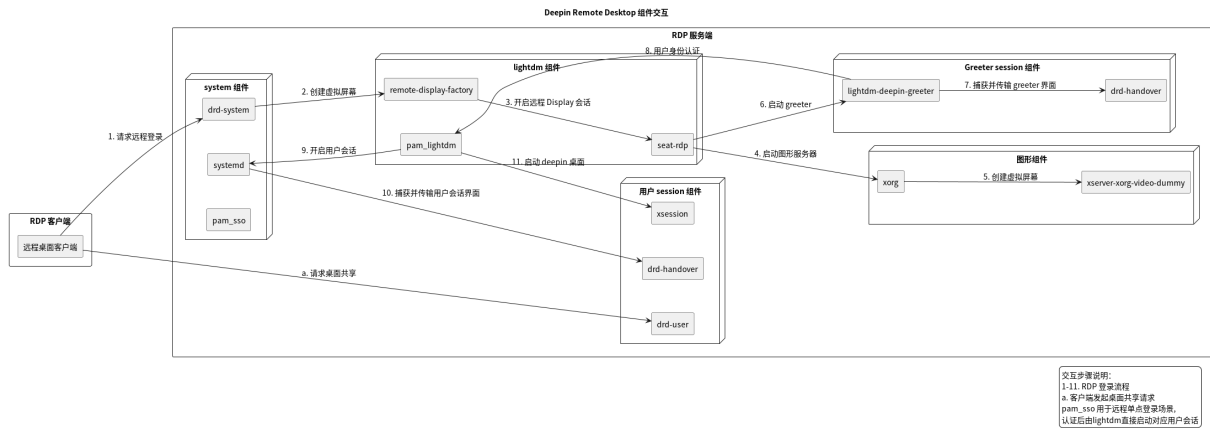 Deepin Remote Desktop 组件交互
RDP 服务端
8. 用户身份认证
lightdm 组件
Greeter session 组件
system 组件
remote-display-factory
lightdm-deepin-greeter
7. 捕获并传输 greeter 界面
drd-handover
2. 创建虚拟屏幕
drd-system
3. 开启远程 Display 会话
6. 启动 greeter
1. 请求远程登录
pam_lightdm
seat-rdp
9. 开启用户会话
4. 启动图形服务器
图形组件
systemd
11. 启动 deepin 桌面
xorg
5. 创建虚拟屏幕
xserver-xorg-video-dummy
10. 捕获并传输用户会话界面
用户 session 组件
pam_sso
xsession
RDP 客户端
远程桌面客户端
drd-handover
a. 请求桌面共享
drd-user
交互步骤说明：
1-11. RDP 登录流程
a. 客户端发起桌面共享请求
pam_sso 用于远程单点登录场景，
认证后由lightdm直接启动对应用户会话